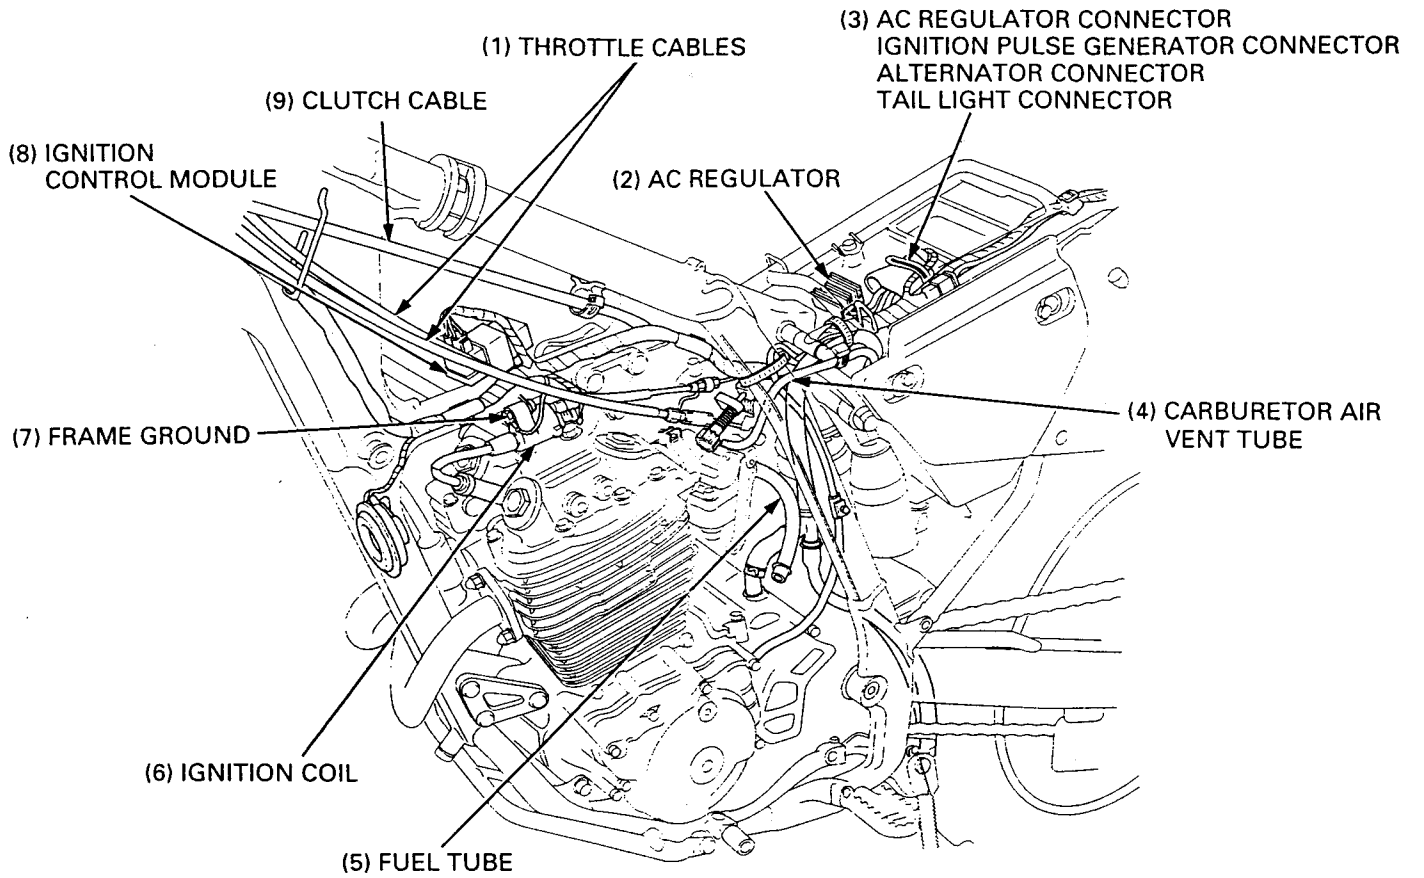 (3) AC REGULATOR CONNECTOR
IGNITION PULSE GENERATOR CONNECTOR
ALTERNATOR CONNECTOR
TAIL LIGHT CONNECTOR
(1) THROTTLE CABLES
(9) CLUTCH CABLE
(8) IGNITION
CONTROL MODULE
(2) AC REGULATOR
(4) CARBURETOR AIR
VENT TUBE
(7) FRAME GROUND
(6) IGNITION COIL
(5) FUEL TUBE